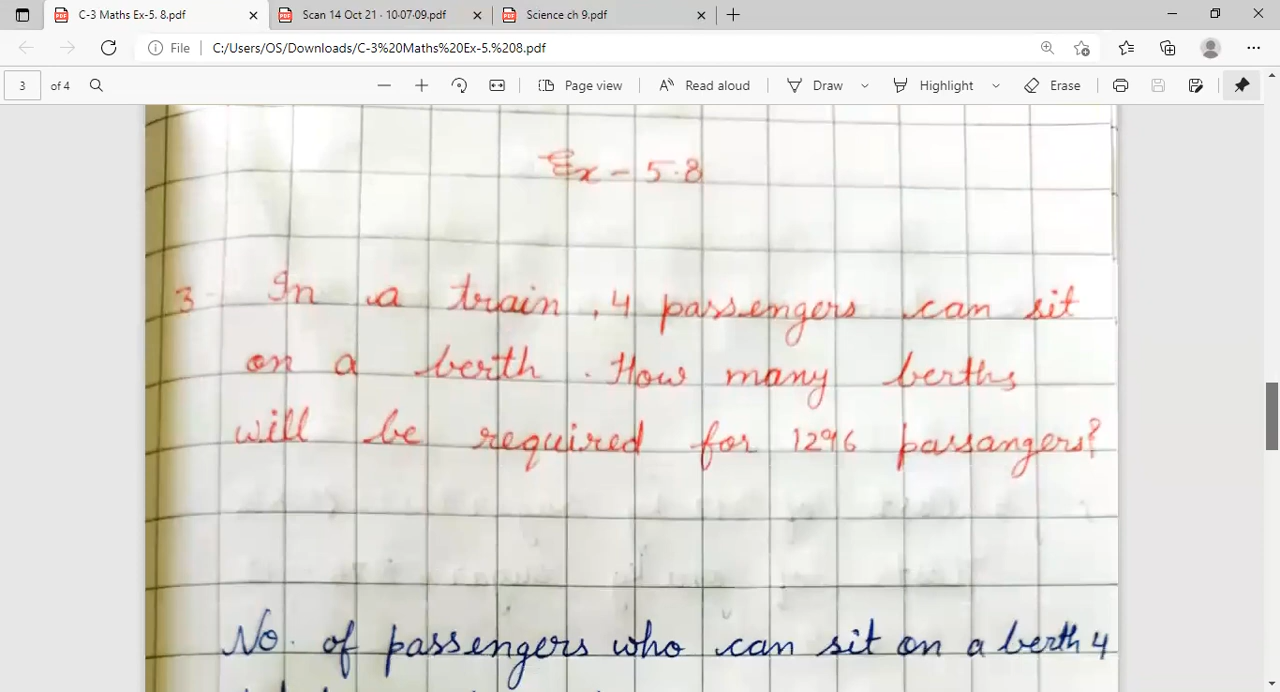 C-3 Maths Ex-5. 8.pdf
Scan 14 Oct 21 - 10-07-09.pdf
Science ch 9.pdf
File C:/Users/OS/Downloads/C-3%20Maths%20Ex-5.%208.pdf
3 of 4 Page view Read aloud Draw Highlight Erase
Ex - 5.8
3 In a train, 4 passengers can sit
on a berth. How many berths
will be required for 1296 passangers?
No. of passengers who can sit on a berth 4